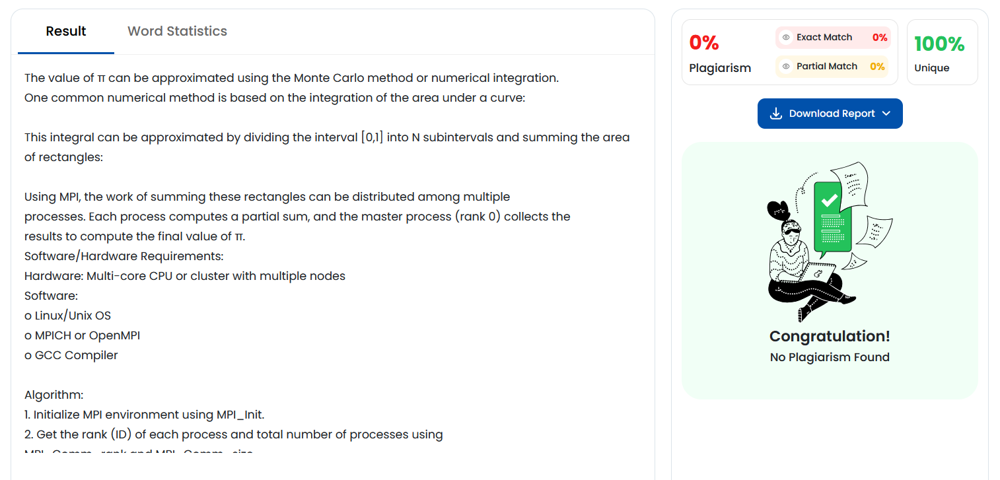 Result
Word Statistics
The value of π can be approximated using the Monte Carlo method or numerical integration.
One common numerical method is based on the integration of the area under a curve:
This integral can be approximated by dividing the interval [0,1] into N subintervals and summing the area
of rectangles:
Using MPI, the work of summing these rectangles can be distributed among multiple
processes. Each process computes a partial sum, and the master process (rank 0) collects the
results to compute the final value of π.
Software/Hardware Requirements:
Hardware: Multi-core CPU or cluster with multiple nodes
Software:
o Linux/Unix OS
o MPICH or OpenMPI
o GCC Compiler
Algorithm:
1. Initialize MPI environment using MPI_Init.
2. Get the rank (ID) of each process and total number of processes using
MPI_Comm_rank and MPI_Comm_size
0%
Plagiarism
Exact Match 0%
Partial Match 0%
100%
Unique
Download Report
Congratulation!
No Plagiarism Found